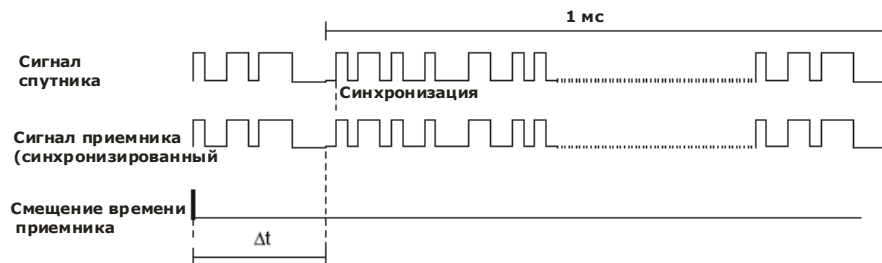 1 мс
Сигнал
спутника
Синхронизация
Сигнал приемника
(синхронизированный
Смещение времени
приемника
Δt